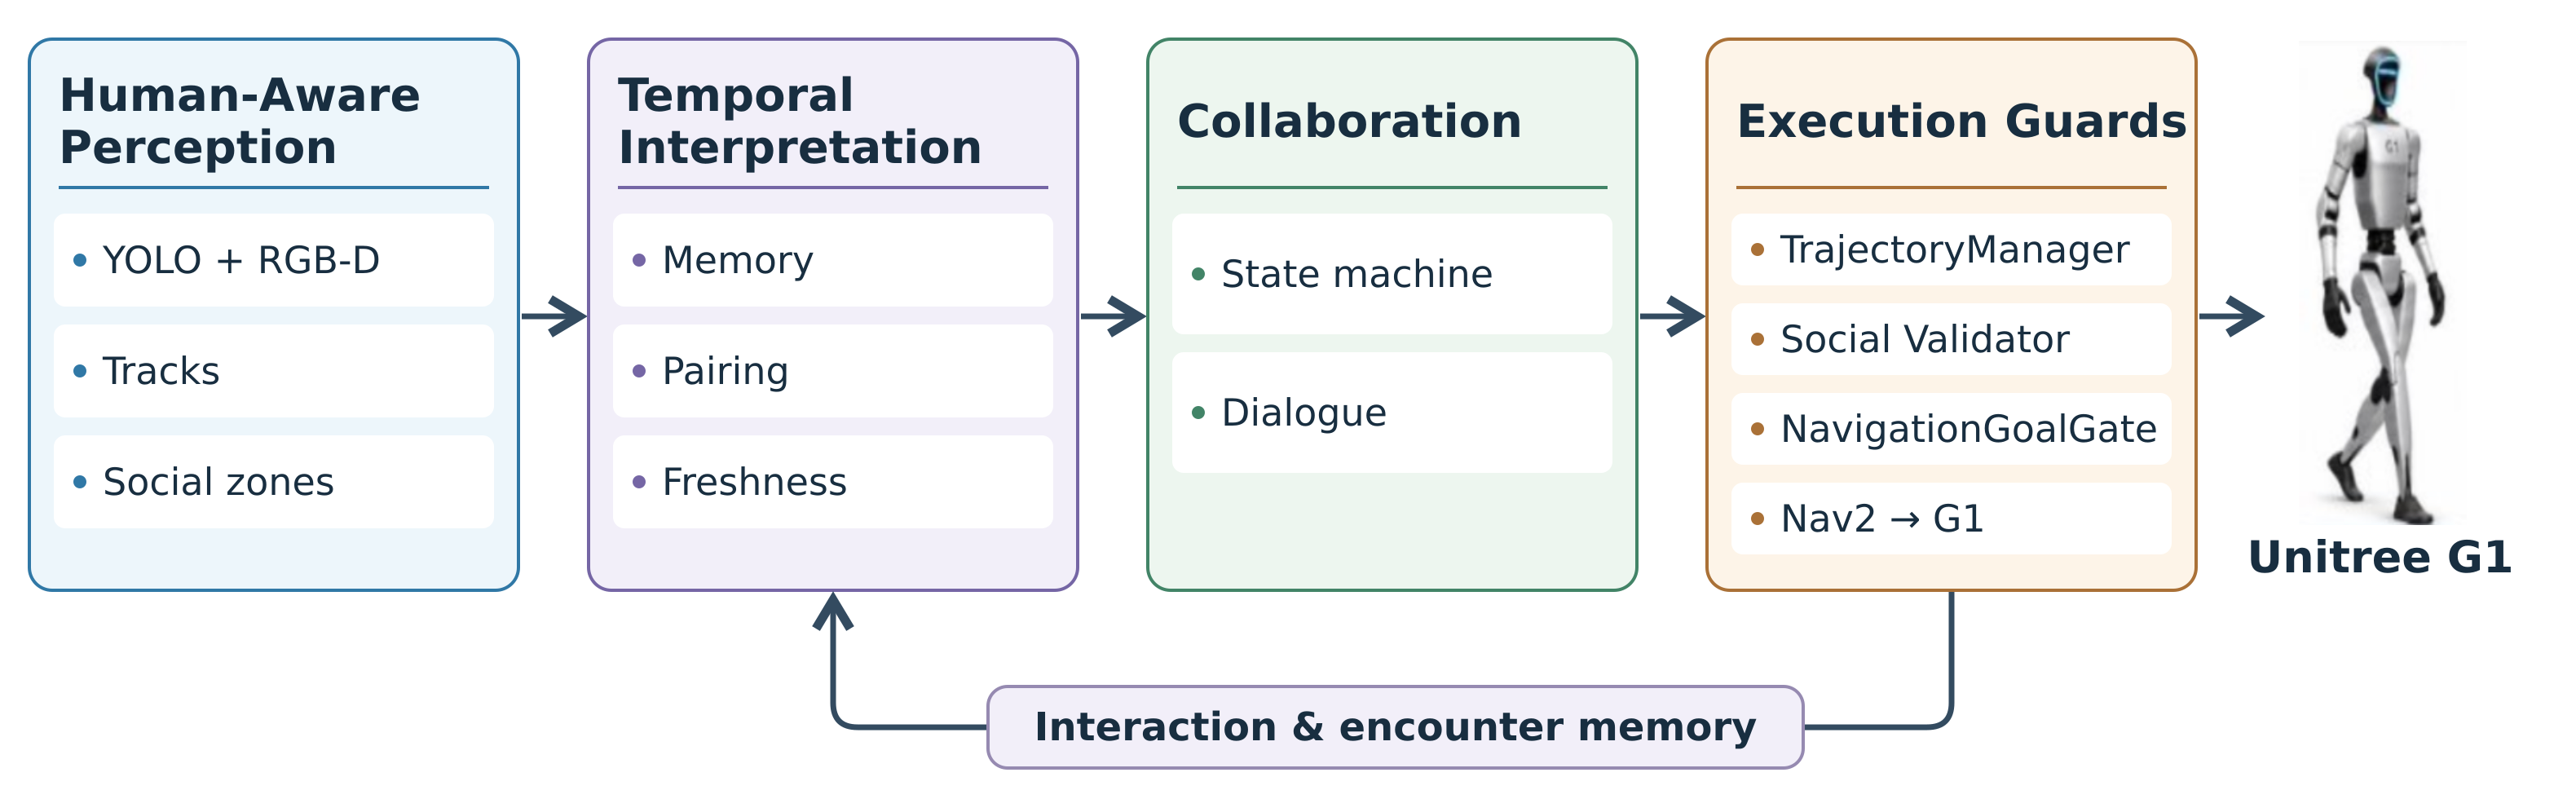 Human-Aware
Perception
• YOLO + RGB-D
• Tracks
• Social zones
Temporal
Interpretation
• Memory
• Pairing
• Freshness
Collaboration
• State machine
• Dialogue
Execution Guards
• TrajectoryManager
• Social Validator
• NavigationGoalGate
• Nav2 → G1
G1
Unitree G1
Interaction & encounter memory